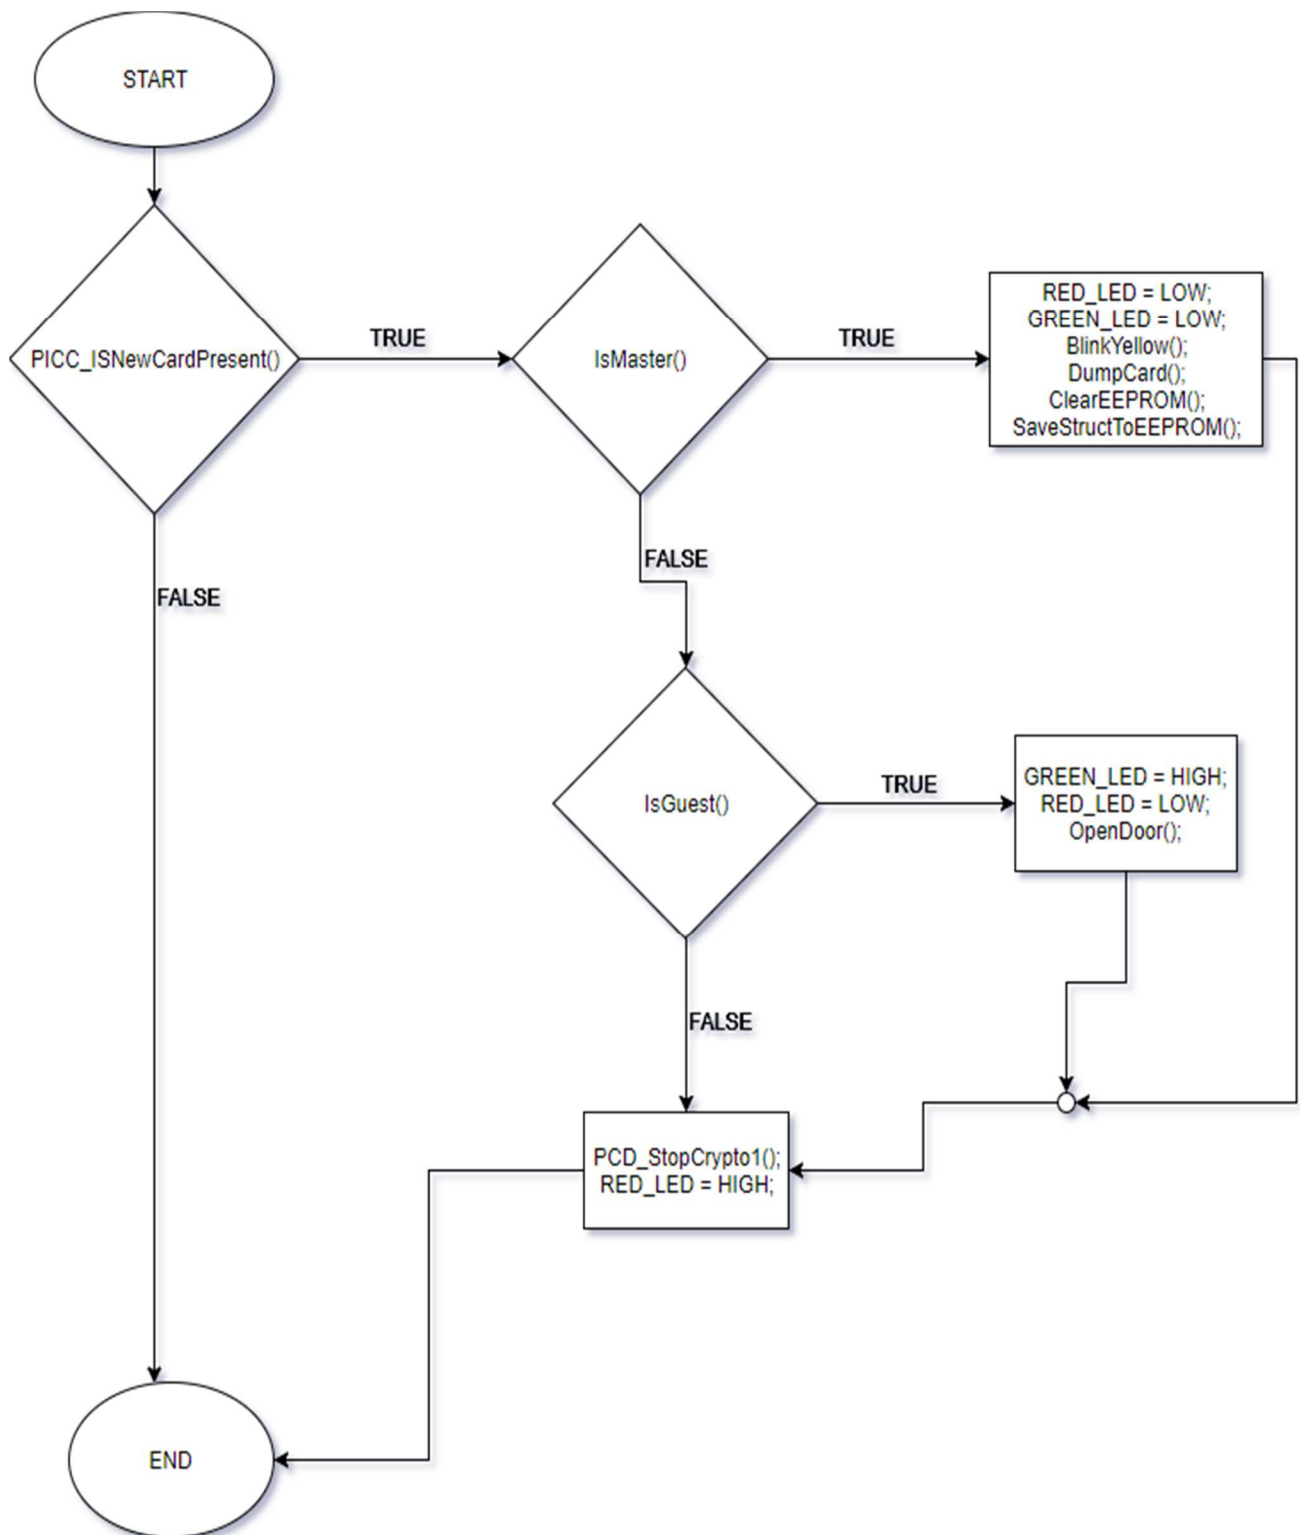 START
PICC_ISNewCardPresent()
TRUE
IsMaster()
TRUE
RED_LED = LOW;
GREEN_LED = LOW;
BlinkYellow();
DumpCard();
ClearEEPROM();
SaveStructToEEPROM();
FALSE
FALSE
IsGuest()
TRUE
GREEN_LED = HIGH;
RED_LED = LOW;
OpenDoor();
FALSE
PCD_StopCrypto1();
RED_LED = HIGH;
END